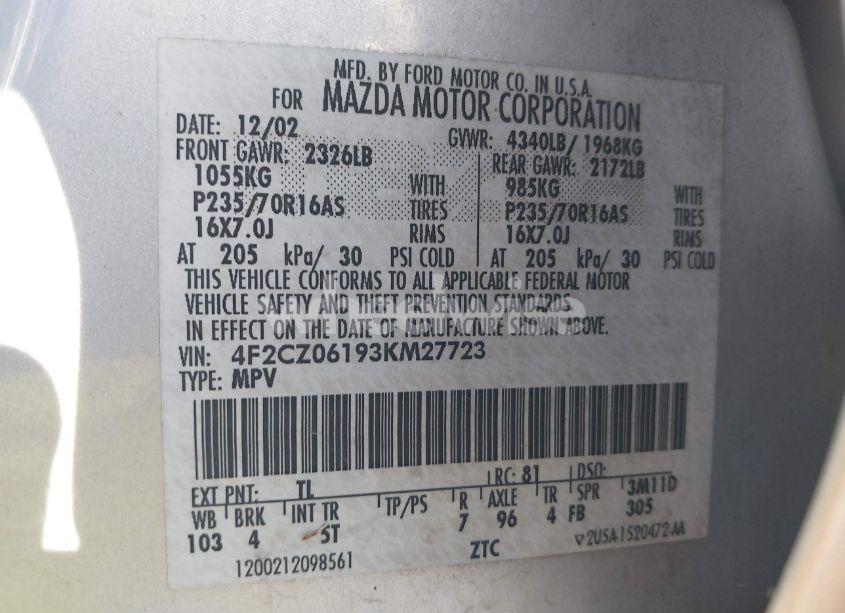 MFD. BY FORD MOTOR CO. IN U.S.A.
FOR MAZDA MOTOR CORPORATION
DATE: 12/02 GVWR: 4340LB/ 1968KG
FRONT GAWR: 2326LB REAR GAWR: 2172LB
1055KG WITH 985KG WITH
P235/70R16AS TIRES P235/70R16AS TIRES
16X7.0J RIMS 16X7.0J RIMS
AT 205 kPa/ 30 PSI COLD AT 205 kPa/ 30 PSI COLD
THIS VEHICLE CONFORMS TO ALL APPLICABLE FEDERAL MOTOR
VEHICLE SAFETY AND THEFT PREVENTION STANDARDS
IN EFFECT ON THE DATE OF MANUFACTURE SHOWN ABOVE.
VIN: 4F2CZ06193KM27723
TYPE: MPV
EXT PNT: TL RC: 81 DSO:
WB BRK INT TR TP/PS R AXLE TR SPR 3M11D
103 4 5T 7 96 4 FB 305
1200212098561 ZTC 2U5A-1520472-AA